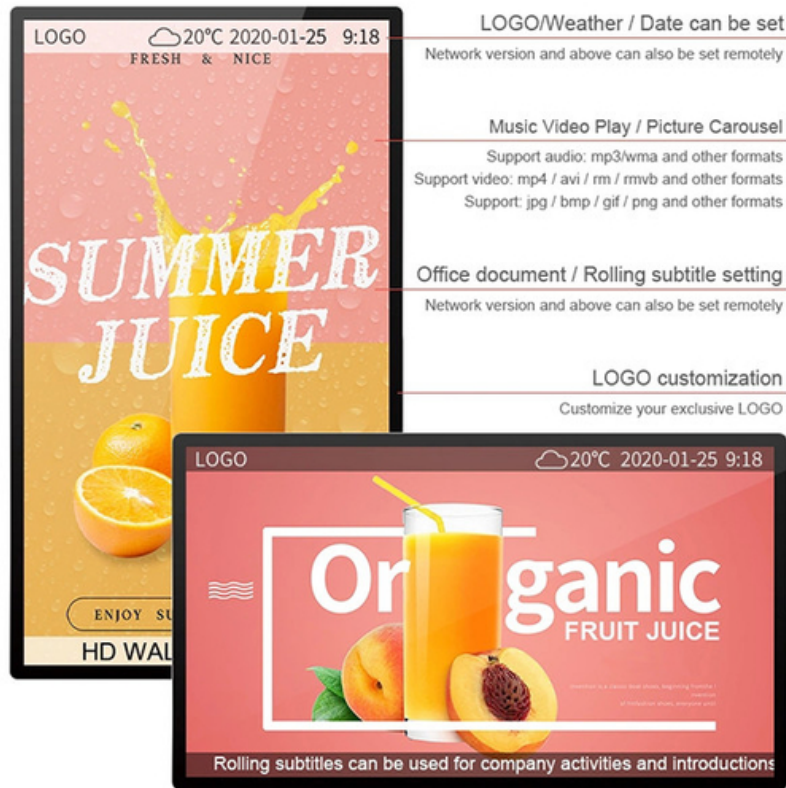 LOGO 20℃ 2020-01-25 9:18
FRESH & NICE
SUMMER
JUICE
ENJOY SU
HD WAL
LOGO/Weather / Date can be set
Network version and above can also be set remotely
Music Video Play / Picture Carousel
Support audio: mp3/wma and other formats
Support video: mp4 / avi / rm / rmvb and other formats
Support: jpg / bmp / gif / png and other formats
Office document / Rolling subtitle setting
Network version and above can also be set remotely
LOGO customization
Customize your exclusive LOGO
LOGO 20℃ 2020-01-25 9:18
Or ganic
FRUIT JUICE
Rolling subtitles can be used for company activities and introductions